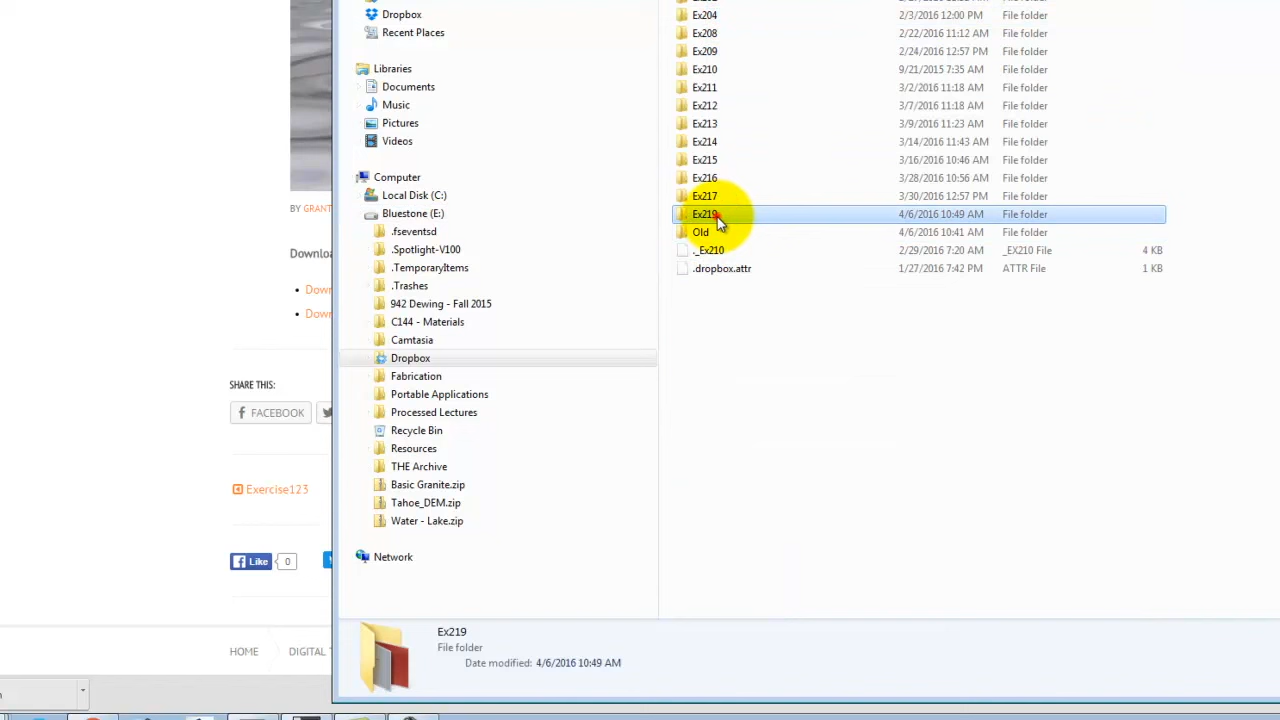 Dropbox
Recent Places
Libraries
Documents
Music
Pictures
Videos
Computer
Local Disk (C:)
Bluestone (E:)
.fseventsd
.Spotlight-V100
.TemporaryItems
.Trashes
942 Dewing - Fall 2015
C144 - Materials
Camtasia
Dropbox
Fabrication
Portable Applications
Processed Lectures
Recycle Bin
Resources
THE Archive
Basic Granite.zip
Tahoe_DEM.zip
Water - Lake.zip
Network
Ex204 2/3/2016 12:00 PM File folder
Ex208 2/22/2016 11:12 AM File folder
Ex209 2/24/2016 12:57 PM File folder
Ex210 9/21/2015 7:35 AM File folder
Ex211 3/2/2016 11:18 AM File folder
Ex212 3/7/2016 11:18 AM File folder
Ex213 3/9/2016 11:23 AM File folder
Ex214 3/14/2016 11:43 AM File folder
Ex215 3/16/2016 10:46 AM File folder
Ex216 3/28/2016 10:56 AM File folder
Ex217 3/30/2016 12:57 PM File folder
Ex219 4/6/2016 10:49 AM File folder
Old 4/6/2016 10:41 AM File folder
._Ex210 2/29/2016 7:20 AM _EX210 File 4 KB
.dropbox.attr 1/27/2016 7:42 PM ATTR File 1 KB
Ex219
File folder
Date modified: 4/6/2016 10:49 AM
BY GRANT
Downloa
Down
Down
SHARE THIS:
FACEBOOK
Exercise123
Like 0
HOME DIGITAL